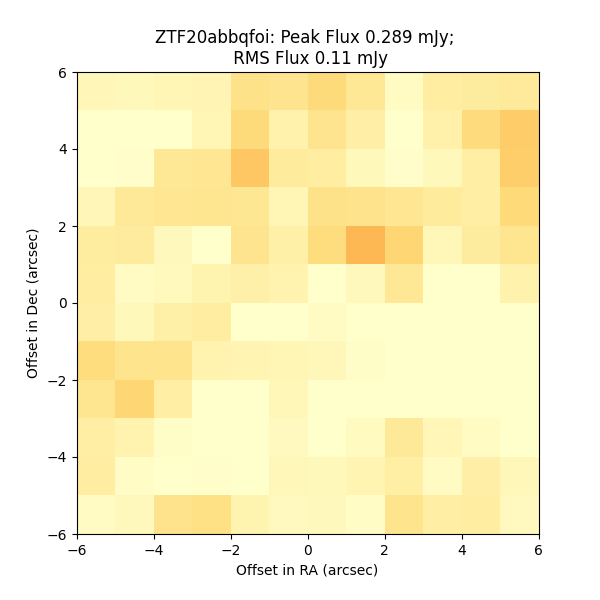 ZTF20abbqfoi: Peak Flux 0.289 mJy;
RMS Flux 0.11 mJy
6
4
2
0
−2
−4
−6
Offset in Dec (arcsec)
−6 −4 −2 0 2 4 6
Offset in RA (arcsec)